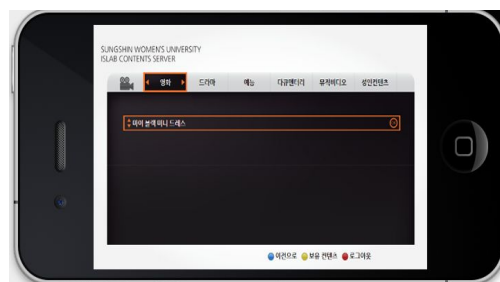 SUNGSHIN WOMEN'S UNIVERSITY
ISLAB CONTENTS SERVER
영화 드라마 예능 다큐멘터리 뮤직비디오 성인컨텐츠
마이 블랙 미니 드레스
이전으로 보유 컨텐츠 로그아웃